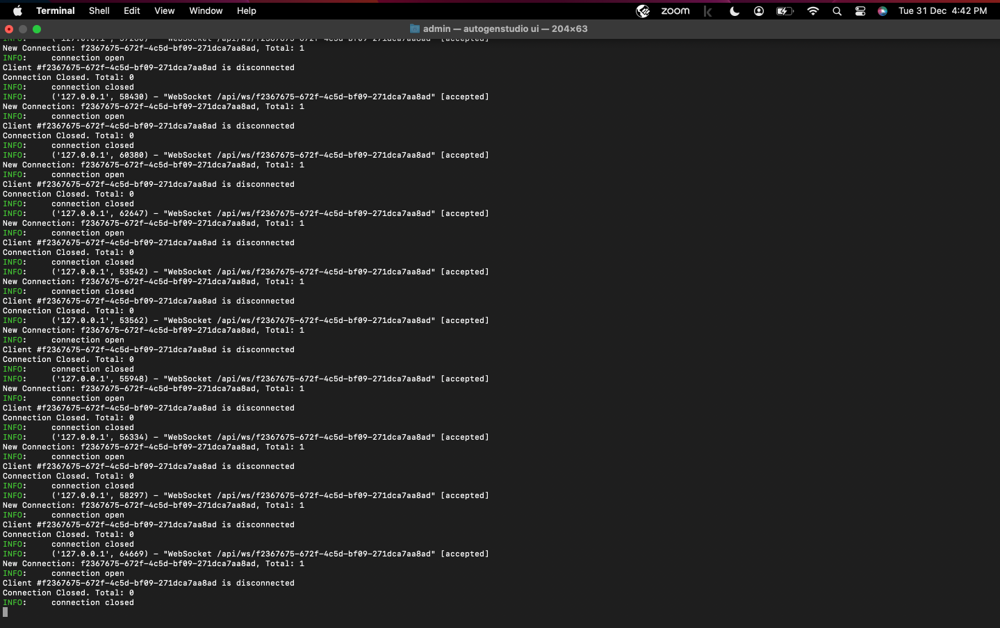 Terminal Shell Edit View Window Help zoom Tue 31 Dec 4:42 PM
admin — autogenstudio ui — 204×63
New Connection: f2367675-672f-4c5d-bf09-271dca7aa8ad, Total: 1
INFO: connection open
Client #f2367675-672f-4c5d-bf09-271dca7aa8ad is disconnected
Connection Closed. Total: 0
INFO: connection closed
INFO: ('127.0.0.1', 58430) - "WebSocket /api/ws/f2367675-672f-4c5d-bf09-271dca7aa8ad" [accepted]
New Connection: f2367675-672f-4c5d-bf09-271dca7aa8ad, Total: 1
INFO: connection open
Client #f2367675-672f-4c5d-bf09-271dca7aa8ad is disconnected
Connection Closed. Total: 0
INFO: connection closed
INFO: ('127.0.0.1', 60380) - "WebSocket /api/ws/f2367675-672f-4c5d-bf09-271dca7aa8ad" [accepted]
New Connection: f2367675-672f-4c5d-bf09-271dca7aa8ad, Total: 1
INFO: connection open
Client #f2367675-672f-4c5d-bf09-271dca7aa8ad is disconnected
Connection Closed. Total: 0
INFO: connection closed
INFO: ('127.0.0.1', 62647) - "WebSocket /api/ws/f2367675-672f-4c5d-bf09-271dca7aa8ad" [accepted]
New Connection: f2367675-672f-4c5d-bf09-271dca7aa8ad, Total: 1
INFO: connection open
Client #f2367675-672f-4c5d-bf09-271dca7aa8ad is disconnected
Connection Closed. Total: 0
INFO: connection closed
INFO: ('127.0.0.1', 53542) - "WebSocket /api/ws/f2367675-672f-4c5d-bf09-271dca7aa8ad" [accepted]
New Connection: f2367675-672f-4c5d-bf09-271dca7aa8ad, Total: 1
INFO: connection closed
Client #f2367675-672f-4c5d-bf09-271dca7aa8ad is disconnected
Connection Closed. Total: 0
INFO: ('127.0.0.1', 53562) - "WebSocket /api/ws/f2367675-672f-4c5d-bf09-271dca7aa8ad" [accepted]
New Connection: f2367675-672f-4c5d-bf09-271dca7aa8ad, Total: 1
INFO: connection open
Client #f2367675-672f-4c5d-bf09-271dca7aa8ad is disconnected
Connection Closed. Total: 0
INFO: connection closed
INFO: ('127.0.0.1', 55948) - "WebSocket /api/ws/f2367675-672f-4c5d-bf09-271dca7aa8ad" [accepted]
New Connection: f2367675-672f-4c5d-bf09-271dca7aa8ad, Total: 1
INFO: connection open
Client #f2367675-672f-4c5d-bf09-271dca7aa8ad is disconnected
Connection Closed. Total: 0
INFO: connection closed
INFO: ('127.0.0.1', 56334) - "WebSocket /api/ws/f2367675-672f-4c5d-bf09-271dca7aa8ad" [accepted]
New Connection: f2367675-672f-4c5d-bf09-271dca7aa8ad, Total: 1
INFO: connection open
Client #f2367675-672f-4c5d-bf09-271dca7aa8ad is disconnected
Connection Closed. Total: 0
INFO: connection closed
INFO: ('127.0.0.1', 58297) - "WebSocket /api/ws/f2367675-672f-4c5d-bf09-271dca7aa8ad" [accepted]
New Connection: f2367675-672f-4c5d-bf09-271dca7aa8ad, Total: 1
INFO: connection open
Client #f2367675-672f-4c5d-bf09-271dca7aa8ad is disconnected
Connection Closed. Total: 0
INFO: connection closed
INFO: ('127.0.0.1', 64669) - "WebSocket /api/ws/f2367675-672f-4c5d-bf09-271dca7aa8ad" [accepted]
New Connection: f2367675-672f-4c5d-bf09-271dca7aa8ad, Total: 1
INFO: connection open
Client #f2367675-672f-4c5d-bf09-271dca7aa8ad is disconnected
Connection Closed. Total: 0
INFO: connection closed